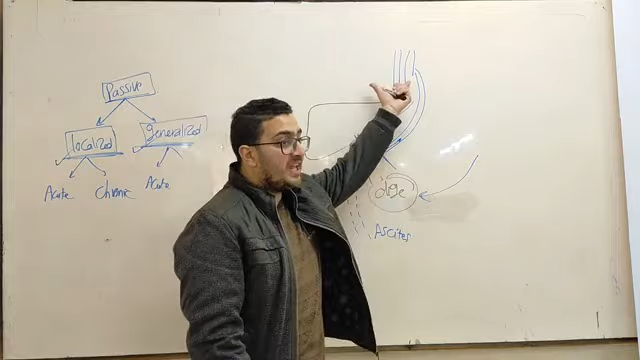 Passive
localized
generalized
Acute
Chronic
Acute
Ascites